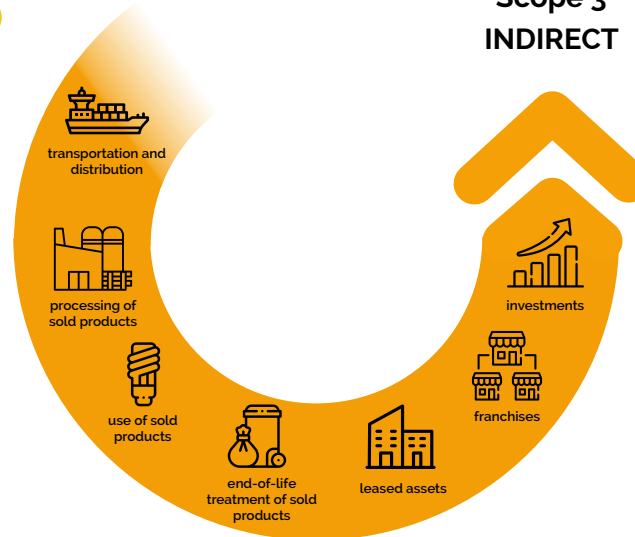 Scope 3
INDIRECT
transportation and
distribution
processing of
sold products
use of sold
products
end-of-life
treatment of sold
products
leased assets
franchises
investments